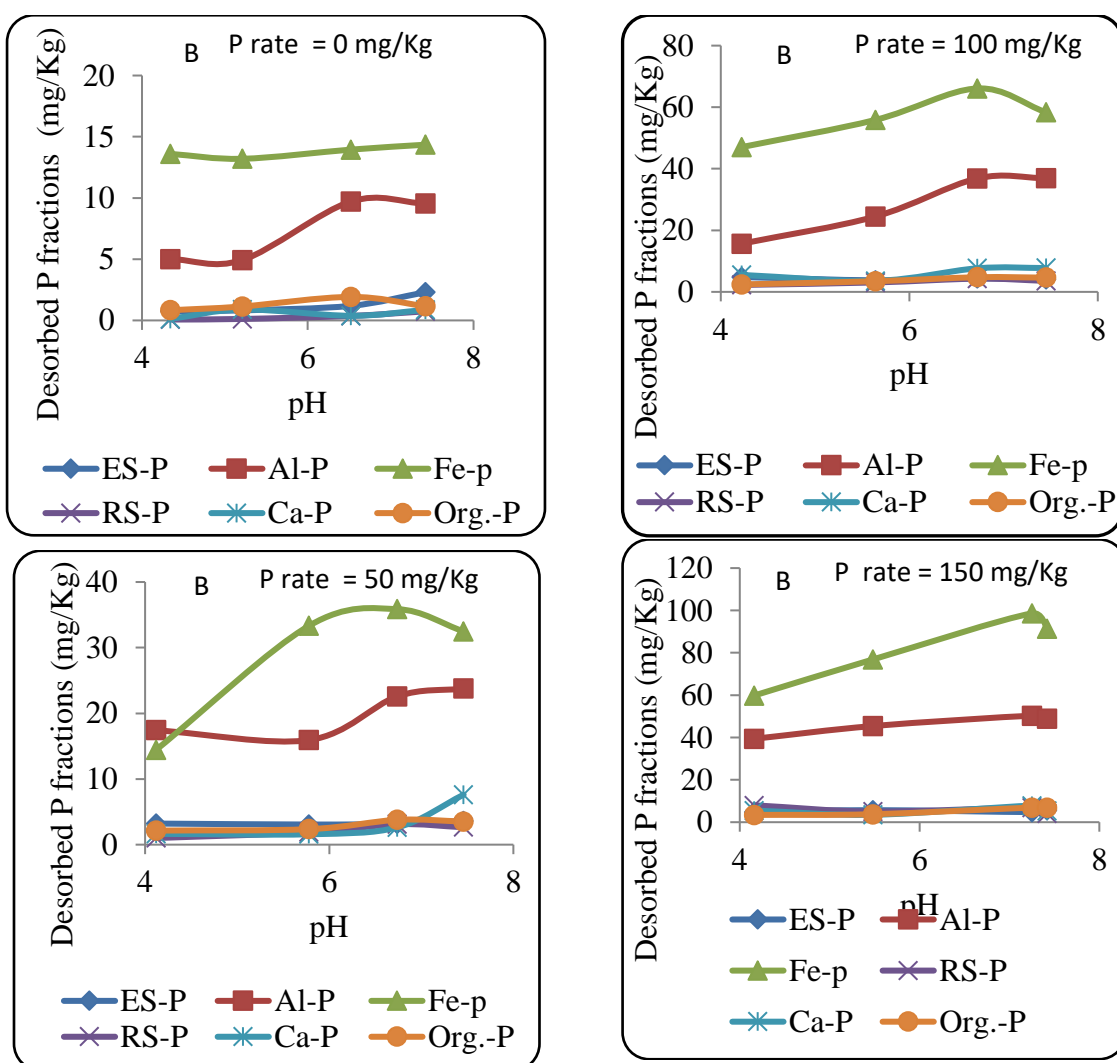 B P rate = 0 mg/Kg
Desorbed P fractions (mg/Kg)
20
15
10
5
0
4 6 8
pH
ES-P Al-P Fe-p
RS-P Ca-P Org.-P
B P rate = 100 mg/Kg
Desorbed P fractions (mg/Kg)
80
60
40
20
0
4 6 8
pH
ES-P Al-P Fe-p
RS-P Ca-P Org.-P
B P rate = 50 mg/Kg
Desorbed P fractions (mg/Kg)
40
30
20
10
0
4 6 8
pH
ES-P Al-P Fe-p
RS-P Ca-P Org.-P
B P rate = 150 mg/Kg
Desorbed P fractions (mg/Kg)
120
100
80
60
40
20
0
4 6 8
pH
ES-P Al-P
Fe-p RS-P
Ca-P Org.-P